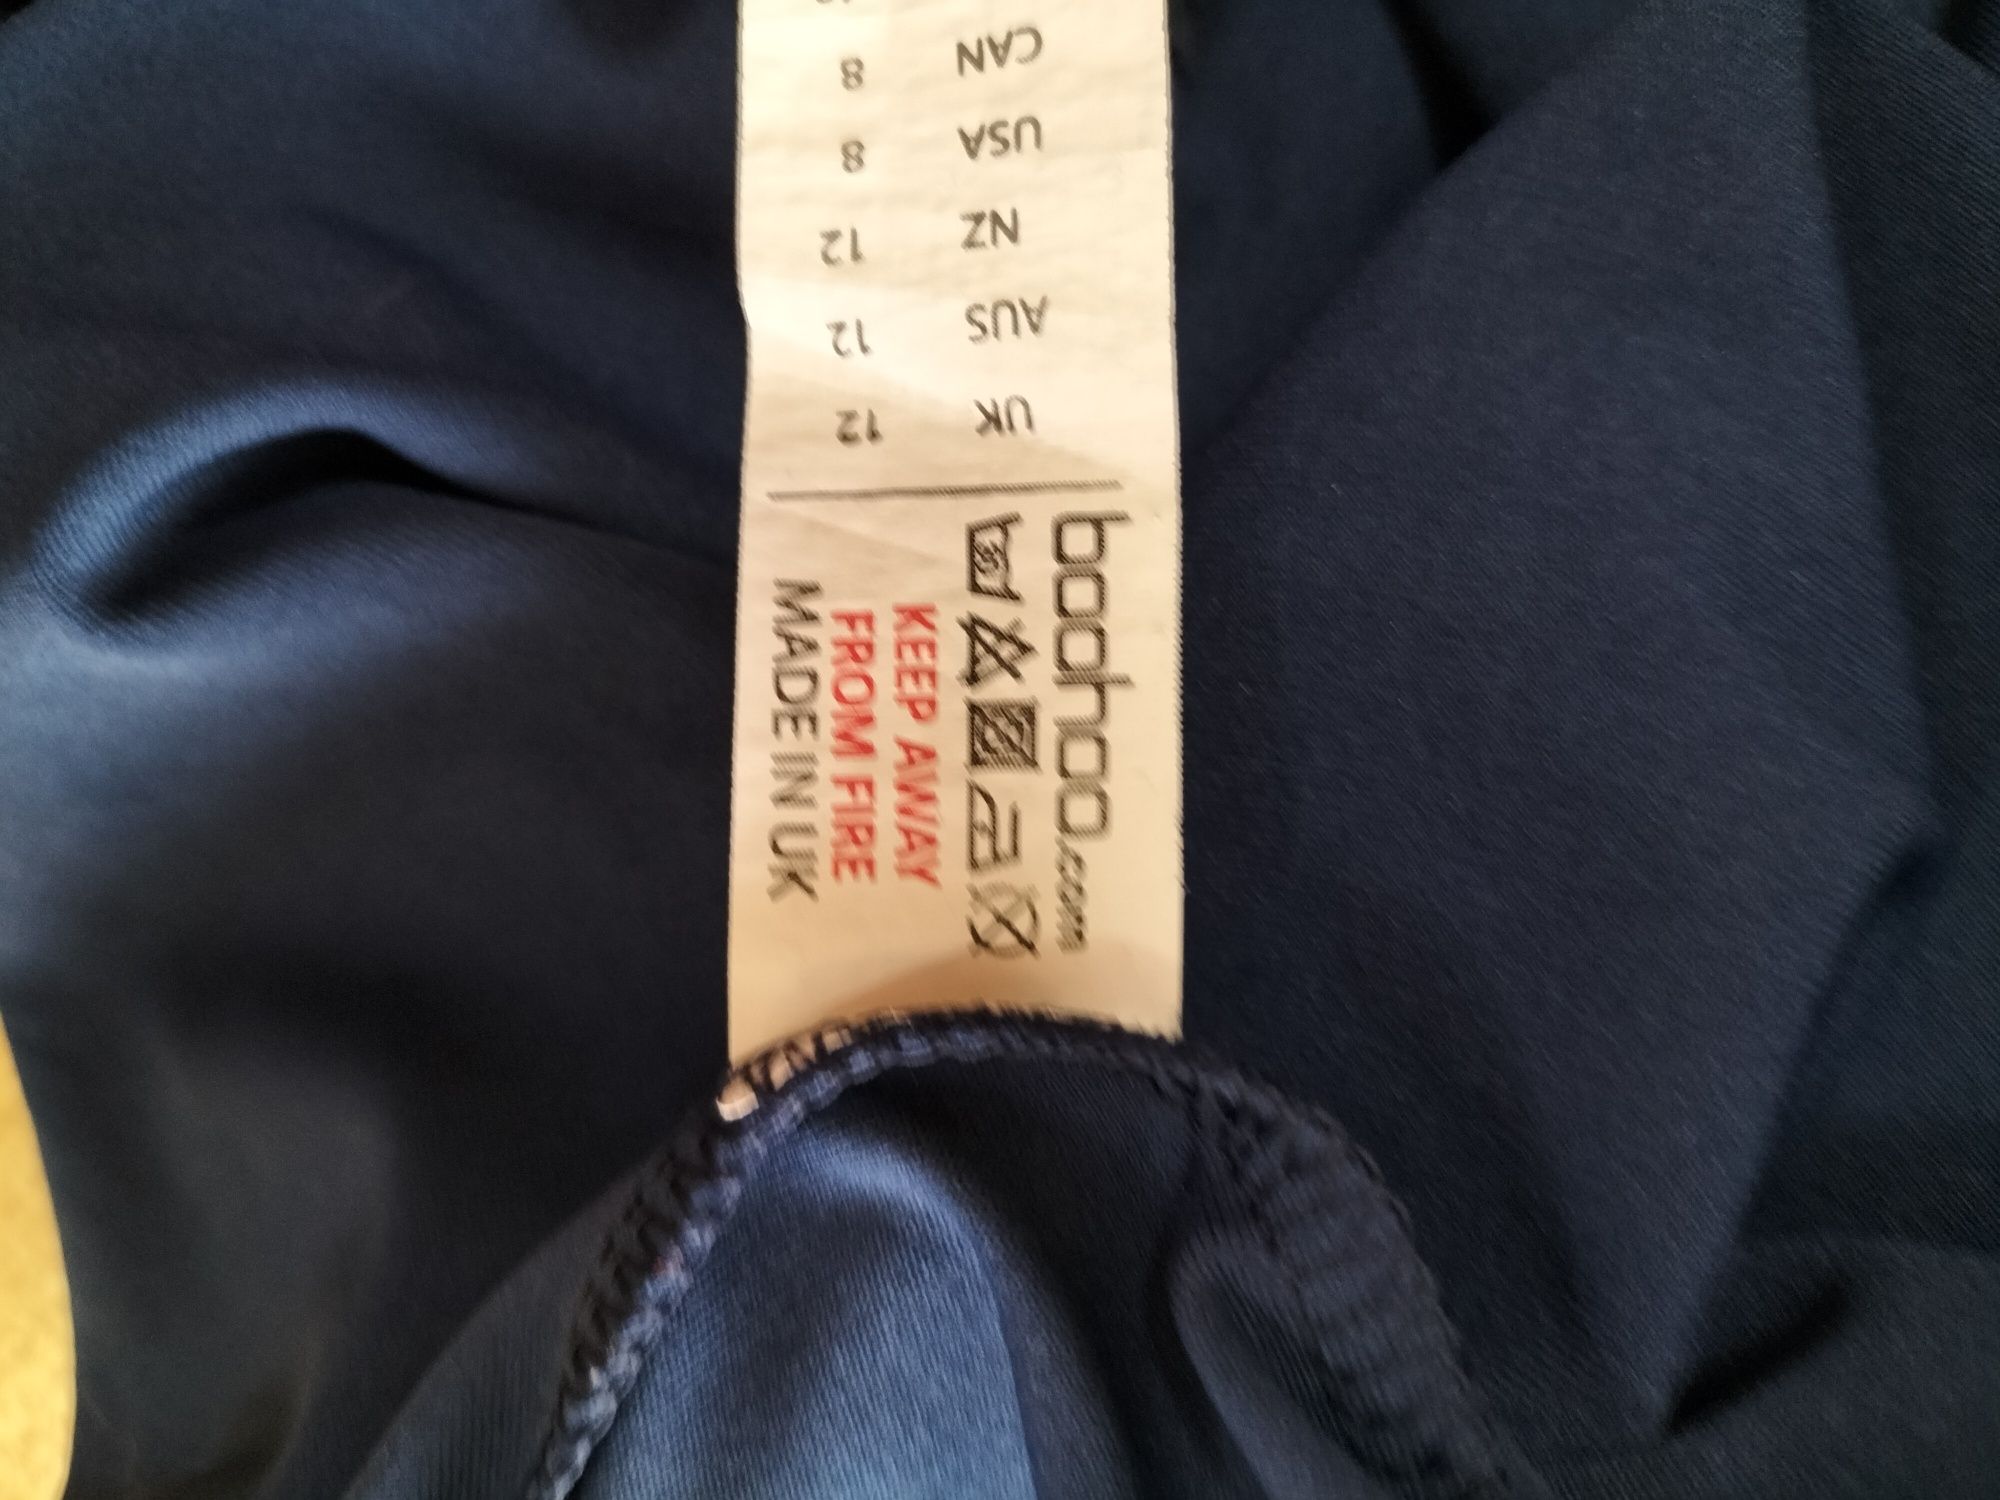 boohoo.com
KEEP AWAY
FROM FIRE
MADE IN UK
UK 12
AUS 12
NZ 12
USA 8
CAN 8